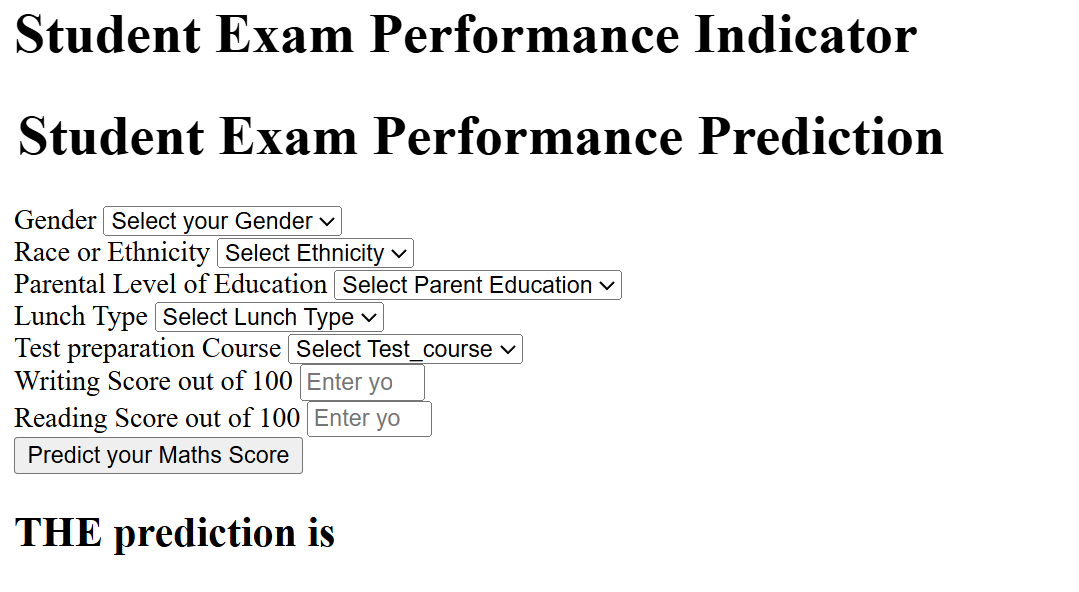 Student Exam Performance Indicator
Student Exam Performance Prediction
Gender Select your Gender
Race or Ethnicity Select Ethnicity
Parental Level of Education Select Parent Education
Lunch Type Select Lunch Type
Test preparation Course Select Test_course
Writing Score out of 100 Enter yo
Reading Score out of 100 Enter yo
Predict your Maths Score
THE prediction is